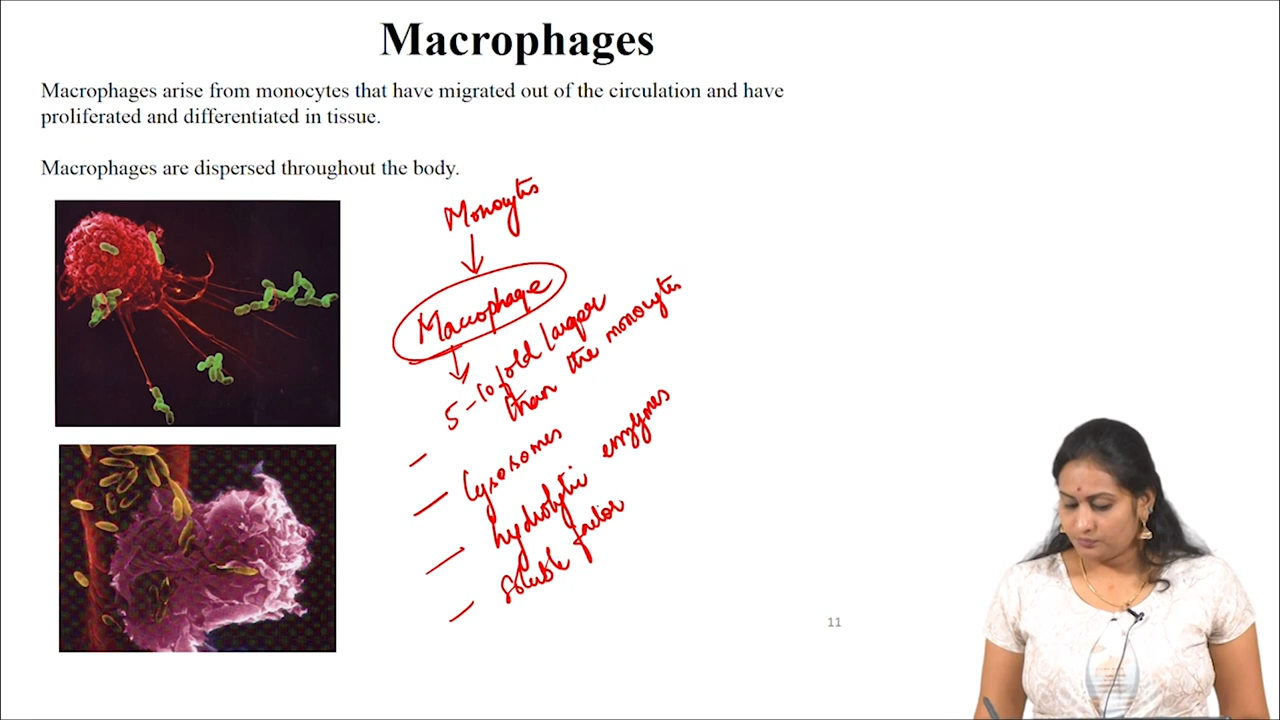 Macrophages
Macrophages arise from monocytes that have migrated out of the circulation and have
proliferated and differentiated in tissue.
Macrophages are dispersed throughout the body.
Monocytes
Macrophage
5-10 fold larger
than the monocytes
lysosomes
hydrolytic enzymes
soluble factor
11